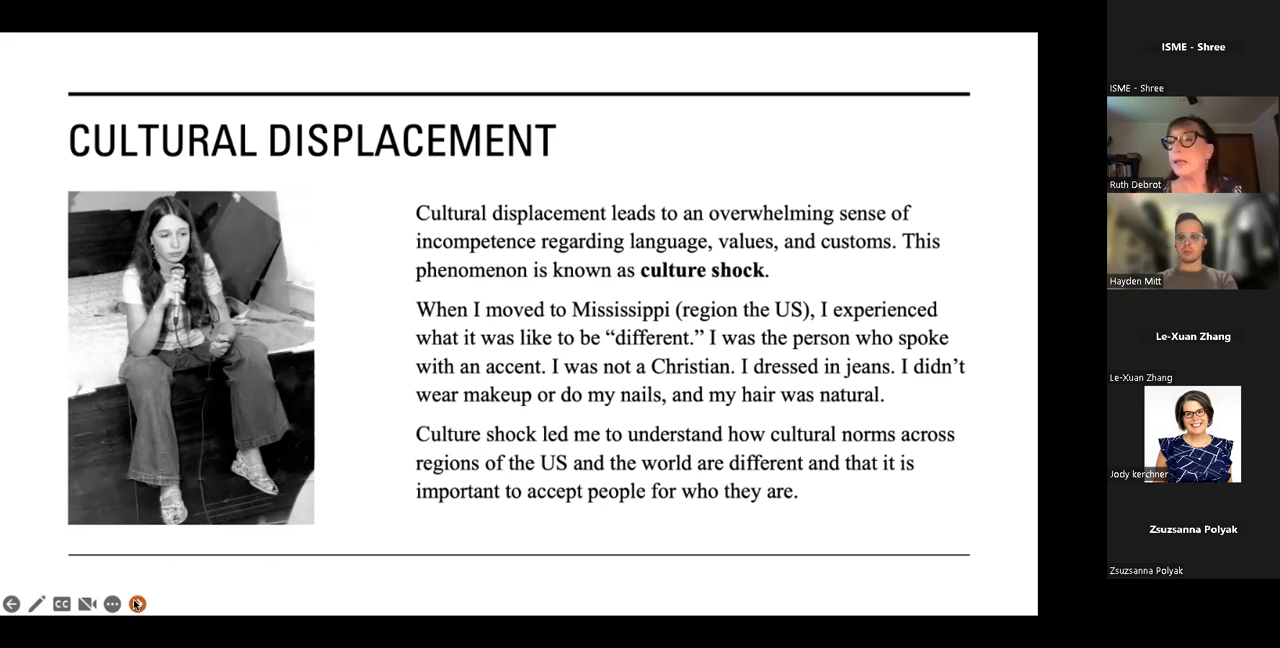 CULTURAL DISPLACEMENT
Cultural displacement leads to an overwhelming sense of
incompetence regarding language, values, and customs. This
phenomenon is known as culture shock.
When I moved to Mississippi (region the US), I experienced
what it was like to be “different.” I was the person who spoke
with an accent. I was not a Christian. I dressed in jeans. I didn’t
wear makeup or do my nails, and my hair was natural.
Culture shock led me to understand how cultural norms across
regions of the US and the world are different and that it is
important to accept people for who they are.
CC
ISME - Shree
ISME - Shree
Ruth Debrot
Hayden Mitt
Le-Xuan Zhang
Le-Xuan Zhang
Jody kerchner
Zsuzsanna Polyak
Zsuzsanna Polyak